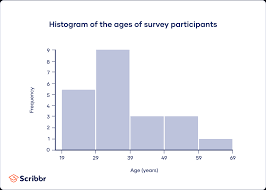 Histogram of the ages of survey participants
9
8
7
6
5
4
3
2
1
0
Frequency
19 29 39 49 59 69
Age (years)
Scribbr